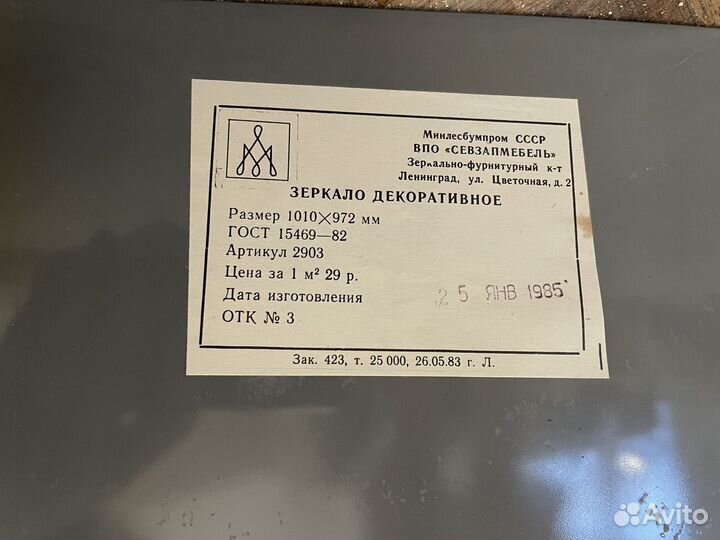 Минлесбумпром СССР
ВПО «СЕВЗАПМЕБЕЛЬ»
Зеркально-фурнитурный к-т
Ленинград, ул. Цветочная, д. 2
ЗЕРКАЛО ДЕКОРАТИВНОЕ
Размер 1010×972 мм
ГОСТ 15469—82
Артикул 2903
Цена за 1 м² 29 р.
Дата изготовления 25 ЯНВ 1985
ОТК № 3
Зак. 423, т. 25 000, 26.05.83 г. Л.
Avito